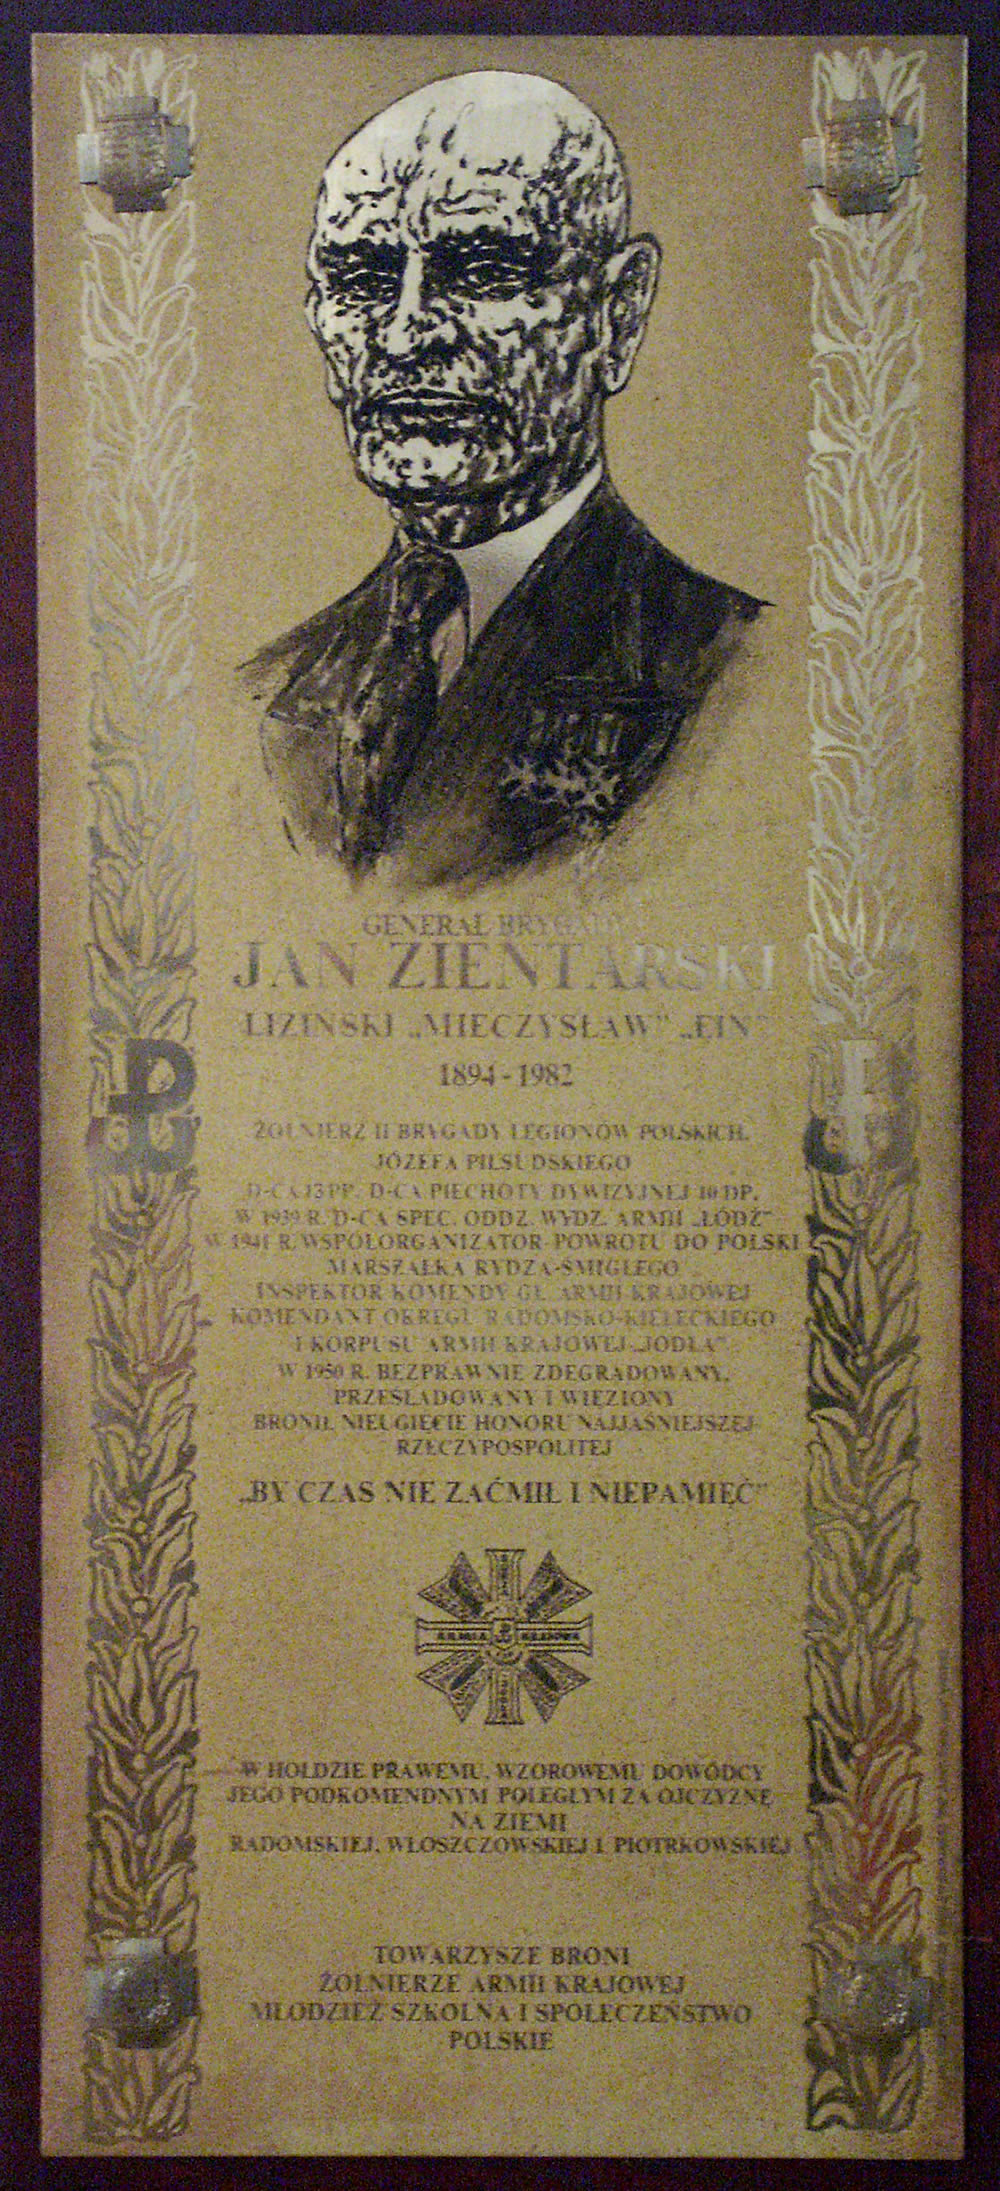 GENERAŁ BRYGADY
JAN ZIENTARSKI
LIZIŃSKI „MIECZYSŁAW” „EIN”
1894-1982
ŻOŁNIERZ II BRYGADY LEGIONÓW POLSKICH,
JÓZEFA PIŁSUDSKIEGO
D-CA 13 PP. D-CA PIECHOTY DYWIZYJNEJ 10 DP.
W 1939 R. D-CA SPEC. ODDZ. WYDZ. ARMII „ŁÓDŹ”
W 1941 R. WSPÓŁORGANIZATOR POWROTU DO POLSKI
MARSZAŁKA RYDZA-ŚMIGŁEGO
INSPEKTOR KOMENDY GŁ. ARMII KRAJOWEJ
KOMENDANT OKRĘGU RADOMSKO-KIELECKIEGO
I KORPUSU ARMII KRAJOWEJ „JODŁA”
W 1950 R. BEZPRAWNIE ZDEGRADOWANY,
PRZEŚLADOWANY I WIĘZIONY
BRONIŁ NIEUGIĘCIE HONORU NAJJAŚNIEJSZEJ
RZECZYPOSPOLITEJ
„BY CZAS NIE ZAĆMIŁ I NIEPAMIĘĆ”
ARMIA KRAJOWA
W HOŁDZIE PRAWEMU, WZOROWEMU DOWÓDCY
JEGO PODKOMENDNYM POLEGŁYM ZA OJCZYZNĘ
NA ZIEMI
RADOMSKIEJ, WŁOSZCZOWSKIEJ I PIOTRKOWSKIEJ
TOWARZYSZE BRONI
ŻOŁNIERZE ARMII KRAJOWEJ
MŁODZIEŻ SZKOLNA I SPOŁECZEŃSTWO
POLSKIE